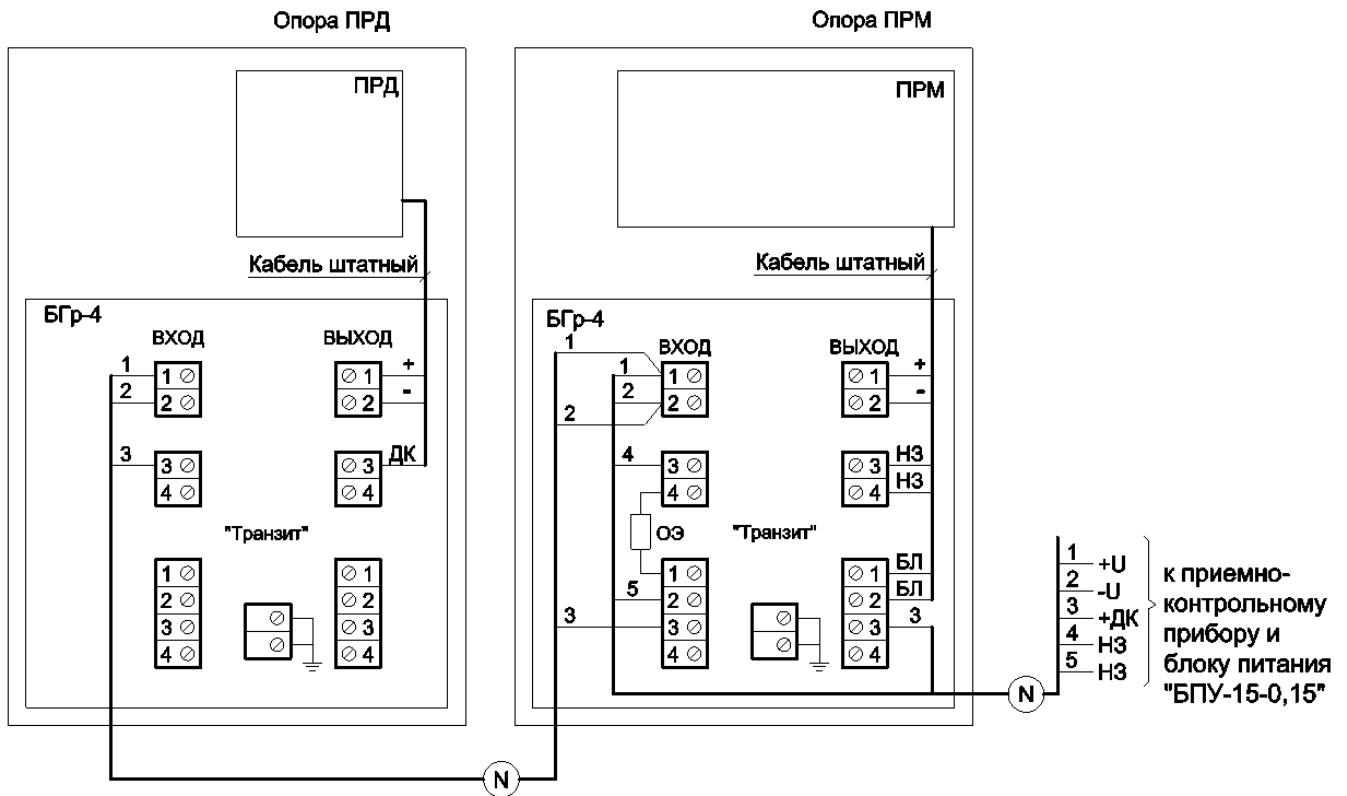 Опора ПРД
Опора ПРМ
ПРД
ПРМ
Кабель штатный
Кабель штатный
БГр-4
ВХОД
ВЫХОД
1
1
1
+
2
2
2
-
3
3
3
ДК
4
4
"Транзит"
1
1
2
2
3
3
4
4
БГр-4
1
ВХОД
ВЫХОД
1
1
1
+
2
2
2
-
2
4
3
3
НЗ
4
4
НЗ
ОЭ
"Транзит"
1
1
БЛ
5
2
2
БЛ
3
3
3
3
4
4
1
+U
2
-U
3
+ДК
4
НЗ
5
НЗ
к приемно-
контрольному
прибору и
блоку питания
"БПУ-15-0,15"
N
N